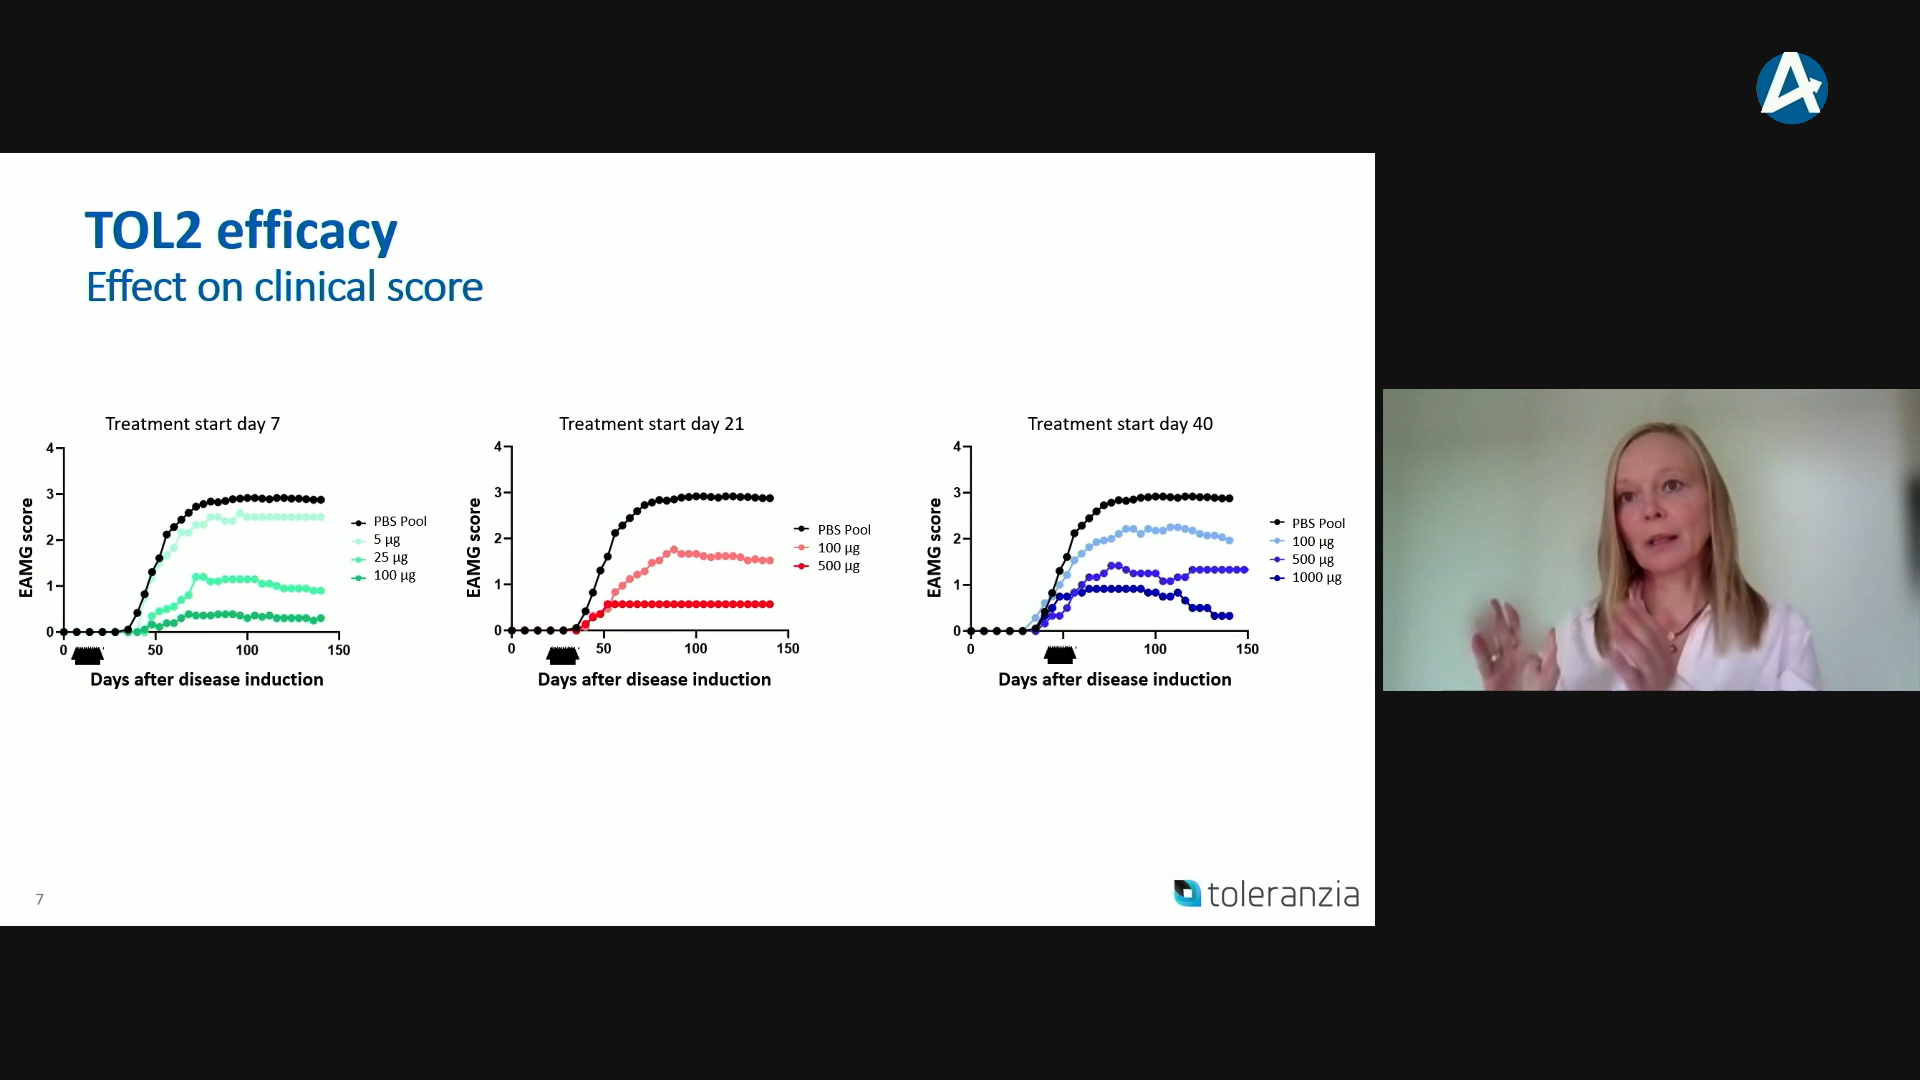 TOL2 efficacy
Effect on clinical score
Treatment start day 7
4
3
2
1
0
EAMG score
0
50
100
150
Days after disease induction
PBS Pool
5 µg
25 µg
100 µg
Treatment start day 21
4
3
2
1
0
EAMG score
0
50
100
150
Days after disease induction
PBS Pool
100 µg
500 µg
Treatment start day 40
4
3
2
1
0
EAMG score
0
100
150
Days after disease induction
PBS Pool
100 µg
500 µg
1000 µg
7
toleranzia